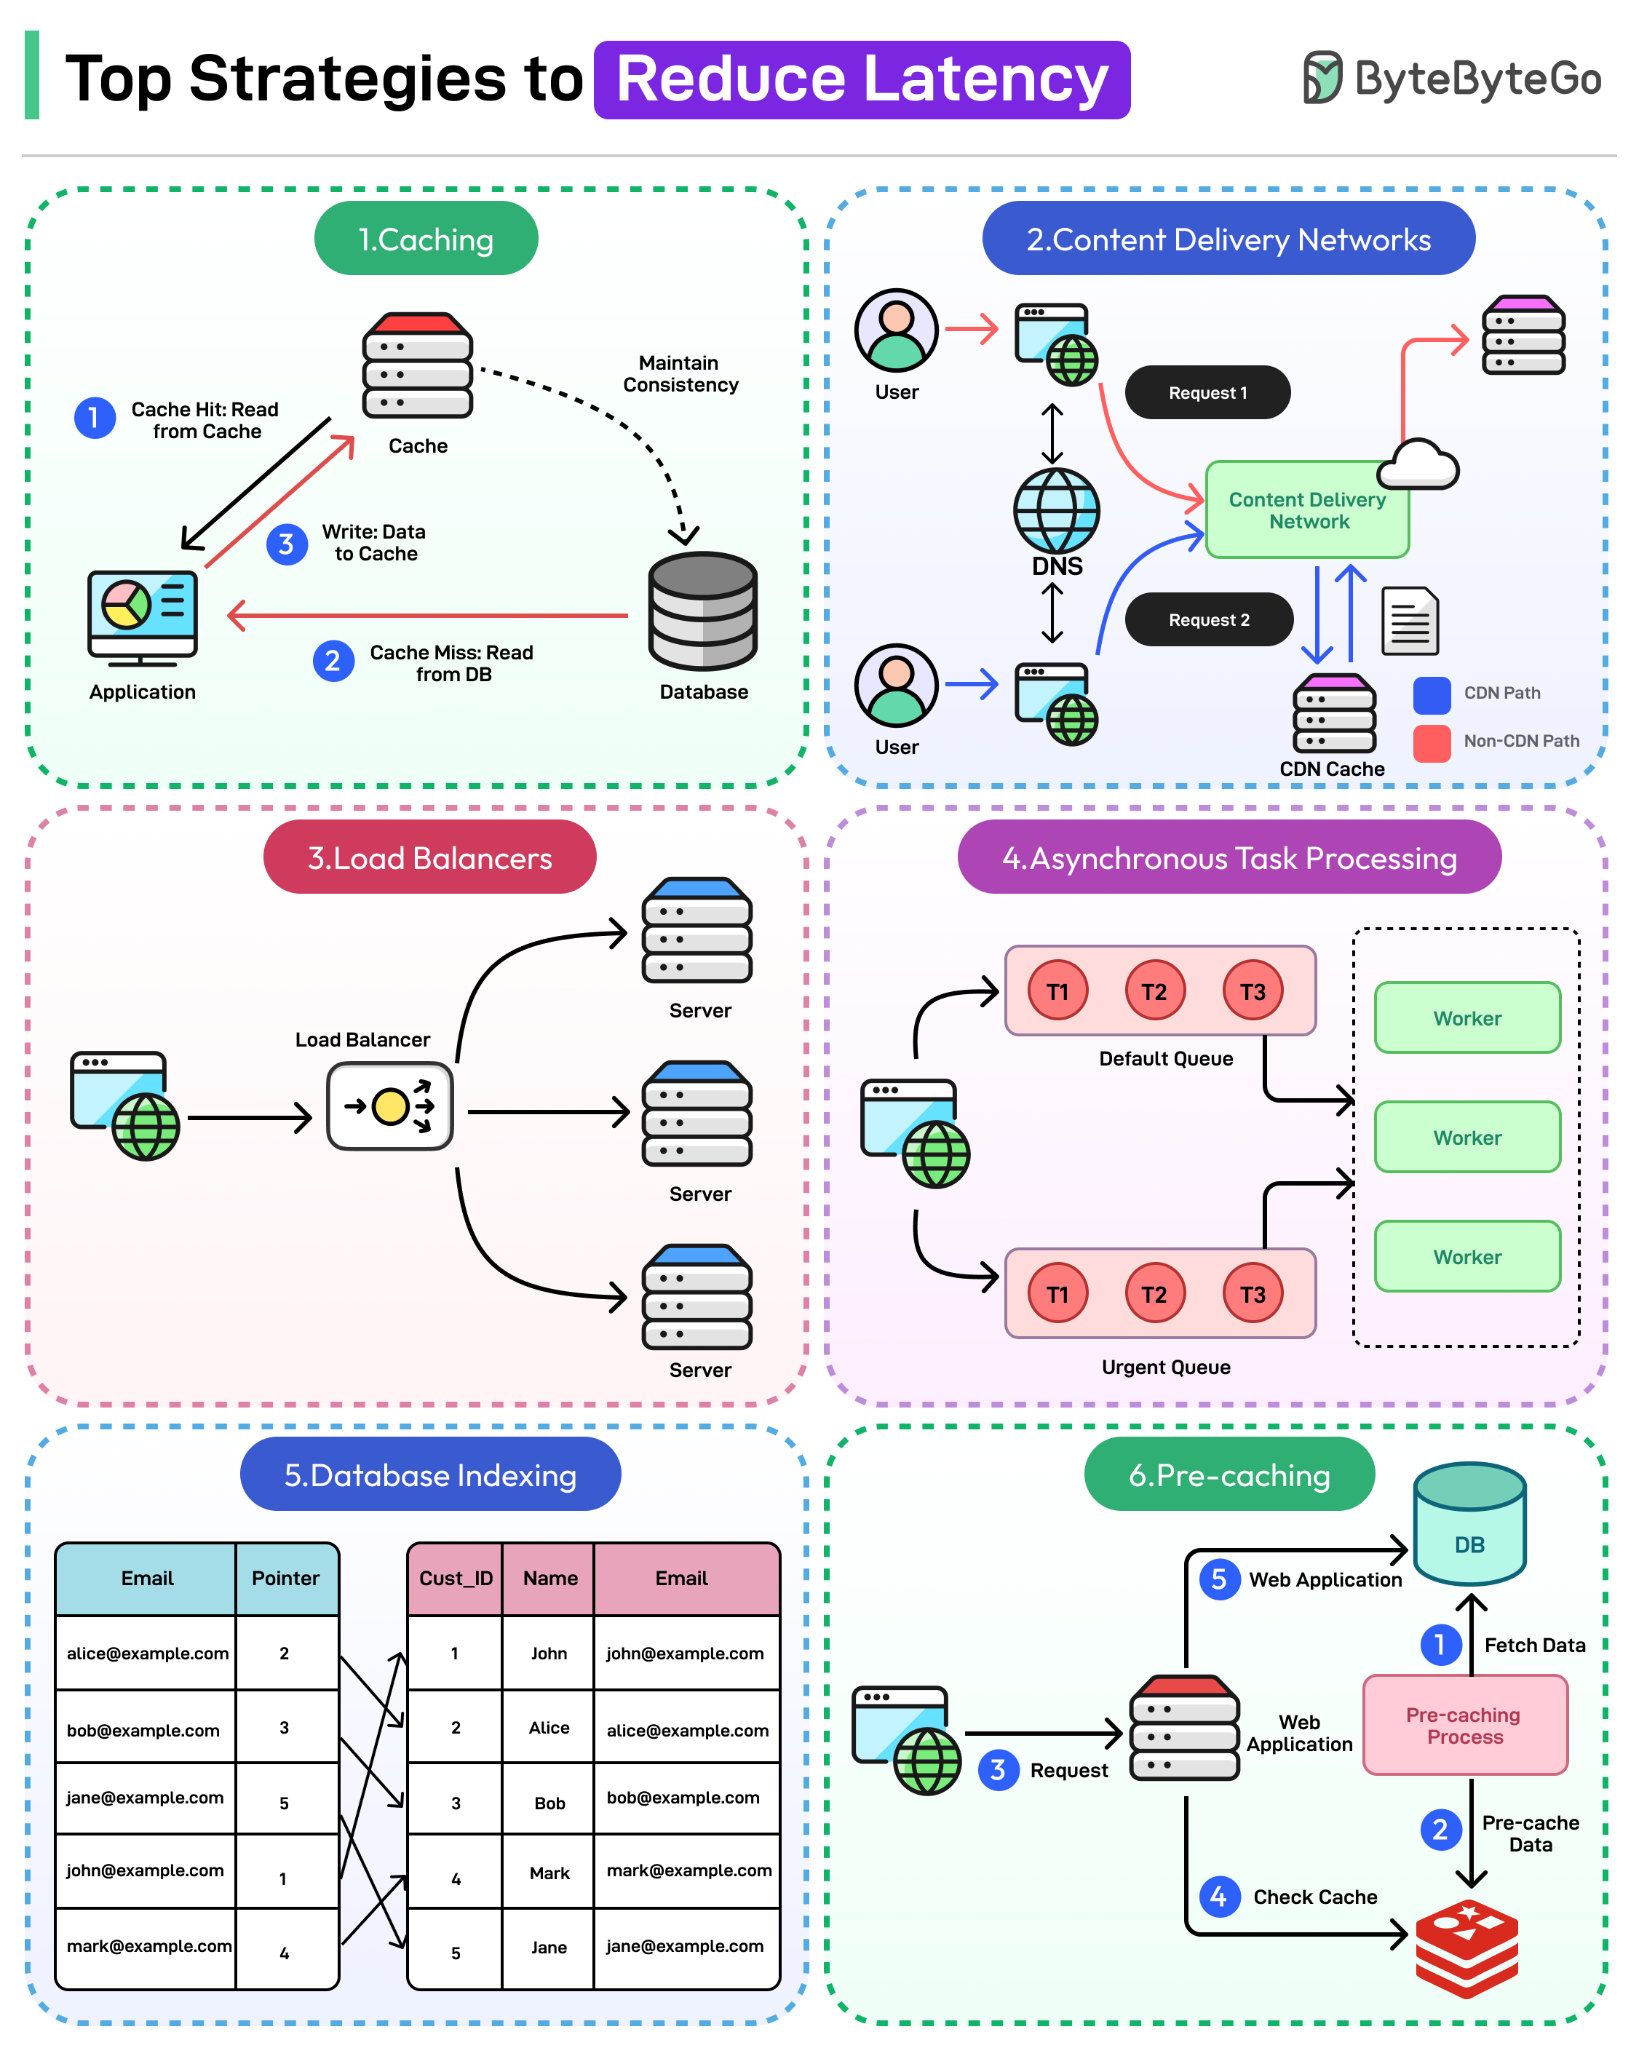 Top Strategies to Reduce Latency
ByteByteGo
1.Caching
Maintain
Consistency
1
Cache Hit: Read
from Cache
Cache
3
Write: Data
to Cache
2
Cache Miss: Read
from DB
Application
Database
2.Content Delivery Networks
User
Request 1
Content Delivery
Network
DNS
Request 2
User
CDN Cache
CDN Path
Non-CDN Path
3.Load Balancers
Load Balancer
Server
Server
Server
4.Asynchronous Task Processing
T1 T2 T3
Default Queue
Worker
Worker
Worker
T1 T2 T3
Urgent Queue
5.Database Indexing
Email Pointer
alice@example.com 2
bob@example.com 3
jane@example.com 5
john@example.com 1
mark@example.com 4
Cust_ID Name Email
1 John john@example.com
2 Alice alice@example.com
3 Bob bob@example.com
4 Mark mark@example.com
5 Jane jane@example.com
6.Pre-caching
DB
5 Web Application
1 Fetch Data
Pre-caching
Process
Web
Application
3 Request
2
Pre-cache
Data
4 Check Cache